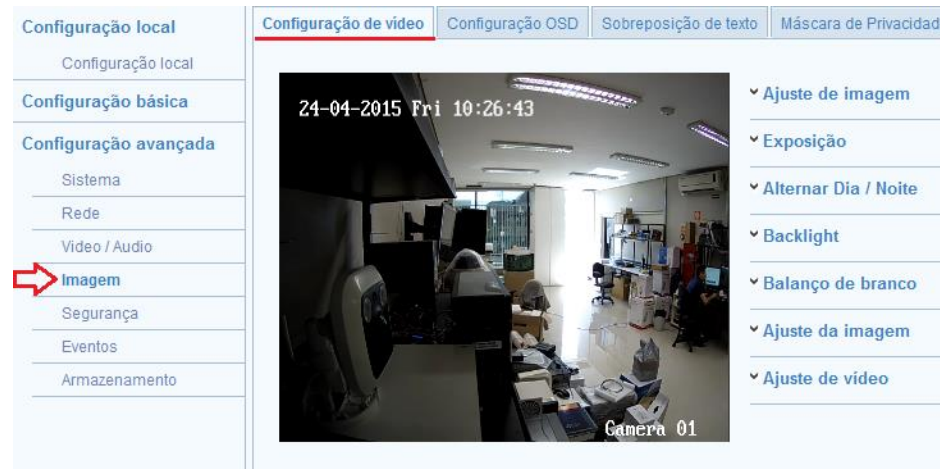 Configuração local
Configuração local
Configuração básica
Configuração avançada
Sistema
Rede
Video / Audio
Imagem
Segurança
Eventos
Armazenamento
Configuração de vídeo
Configuração OSD
Sobreposição de texto
Máscara de Privacidad
24-04-2015 Fri 10:26:43
Camera 01
Ajuste de imagem
Exposição
Alternar Dia / Noite
Backlight
Balanço de branco
Ajuste da imagem
Ajuste de vídeo